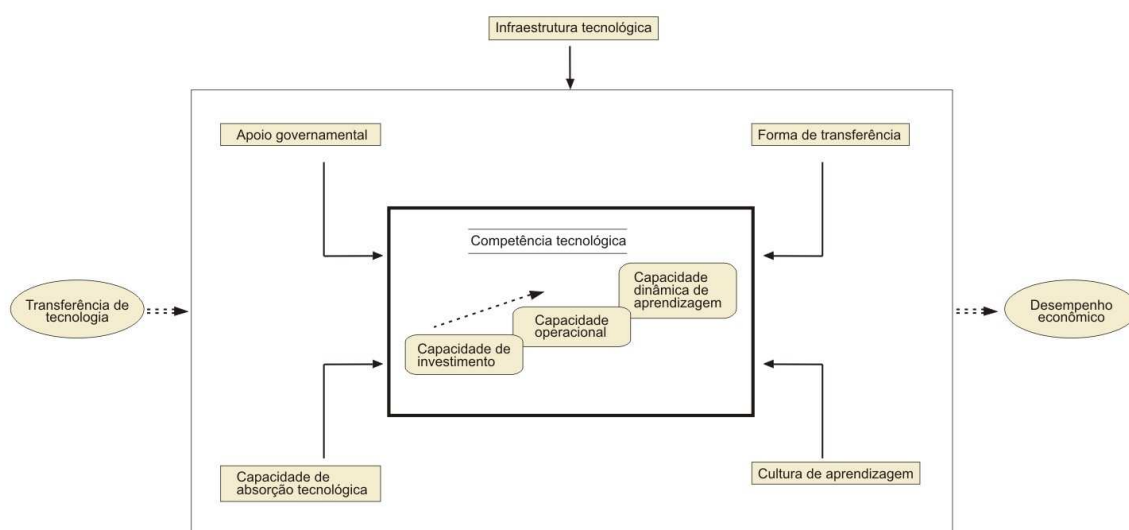 Infraestrutura tecnológica
Apoio governamental
Forma de transferência
Competência tecnológica
Capacidade
dinâmica de
aprendizagem
Transferência de
tecnologia
Capacidade
operacional
Desempenho
econômico
Capacidade de
investimento
Capacidade de
absorção tecnológica
Cultura de aprendizagem